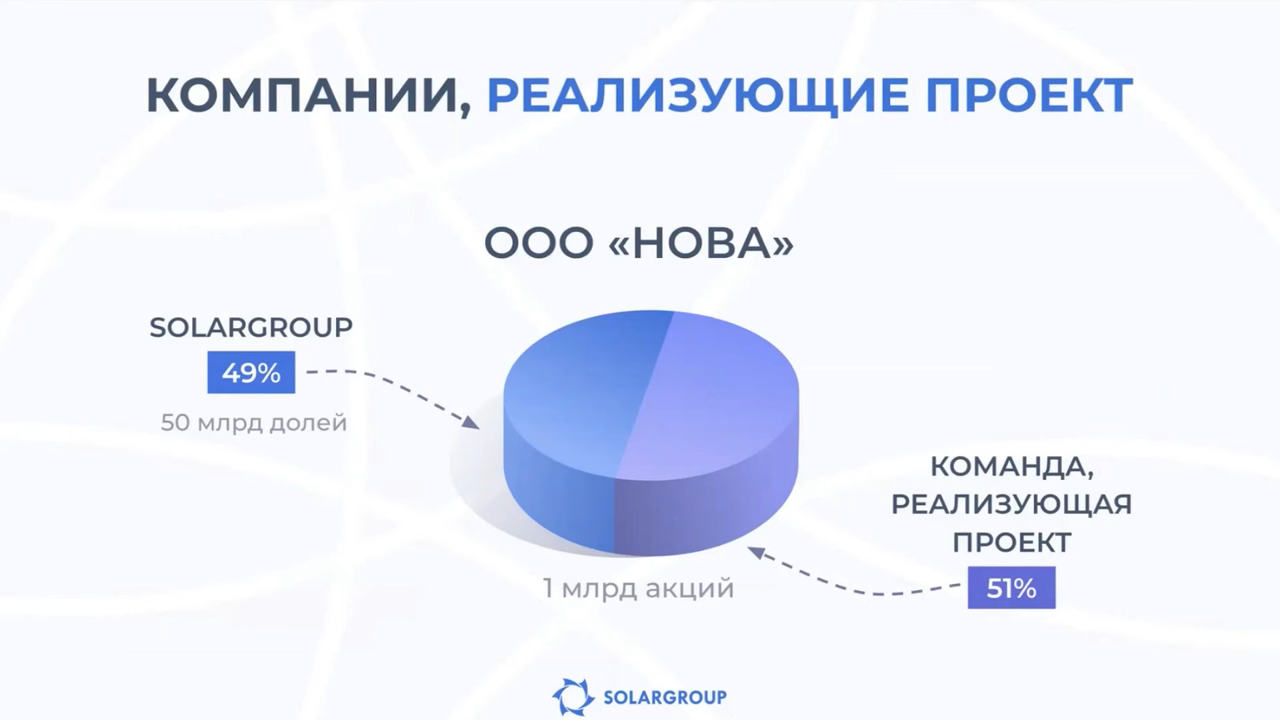 КОМПАНИИ, РЕАЛИЗУЮЩИЕ ПРОЕКТ
ООО «НОВА»
SOLARGROUP
49%
50 млрд долей
КОМАНДА,
РЕАЛИЗУЮЩАЯ
ПРОЕКТ
51%
1 млрд акций
SOLARGROUP